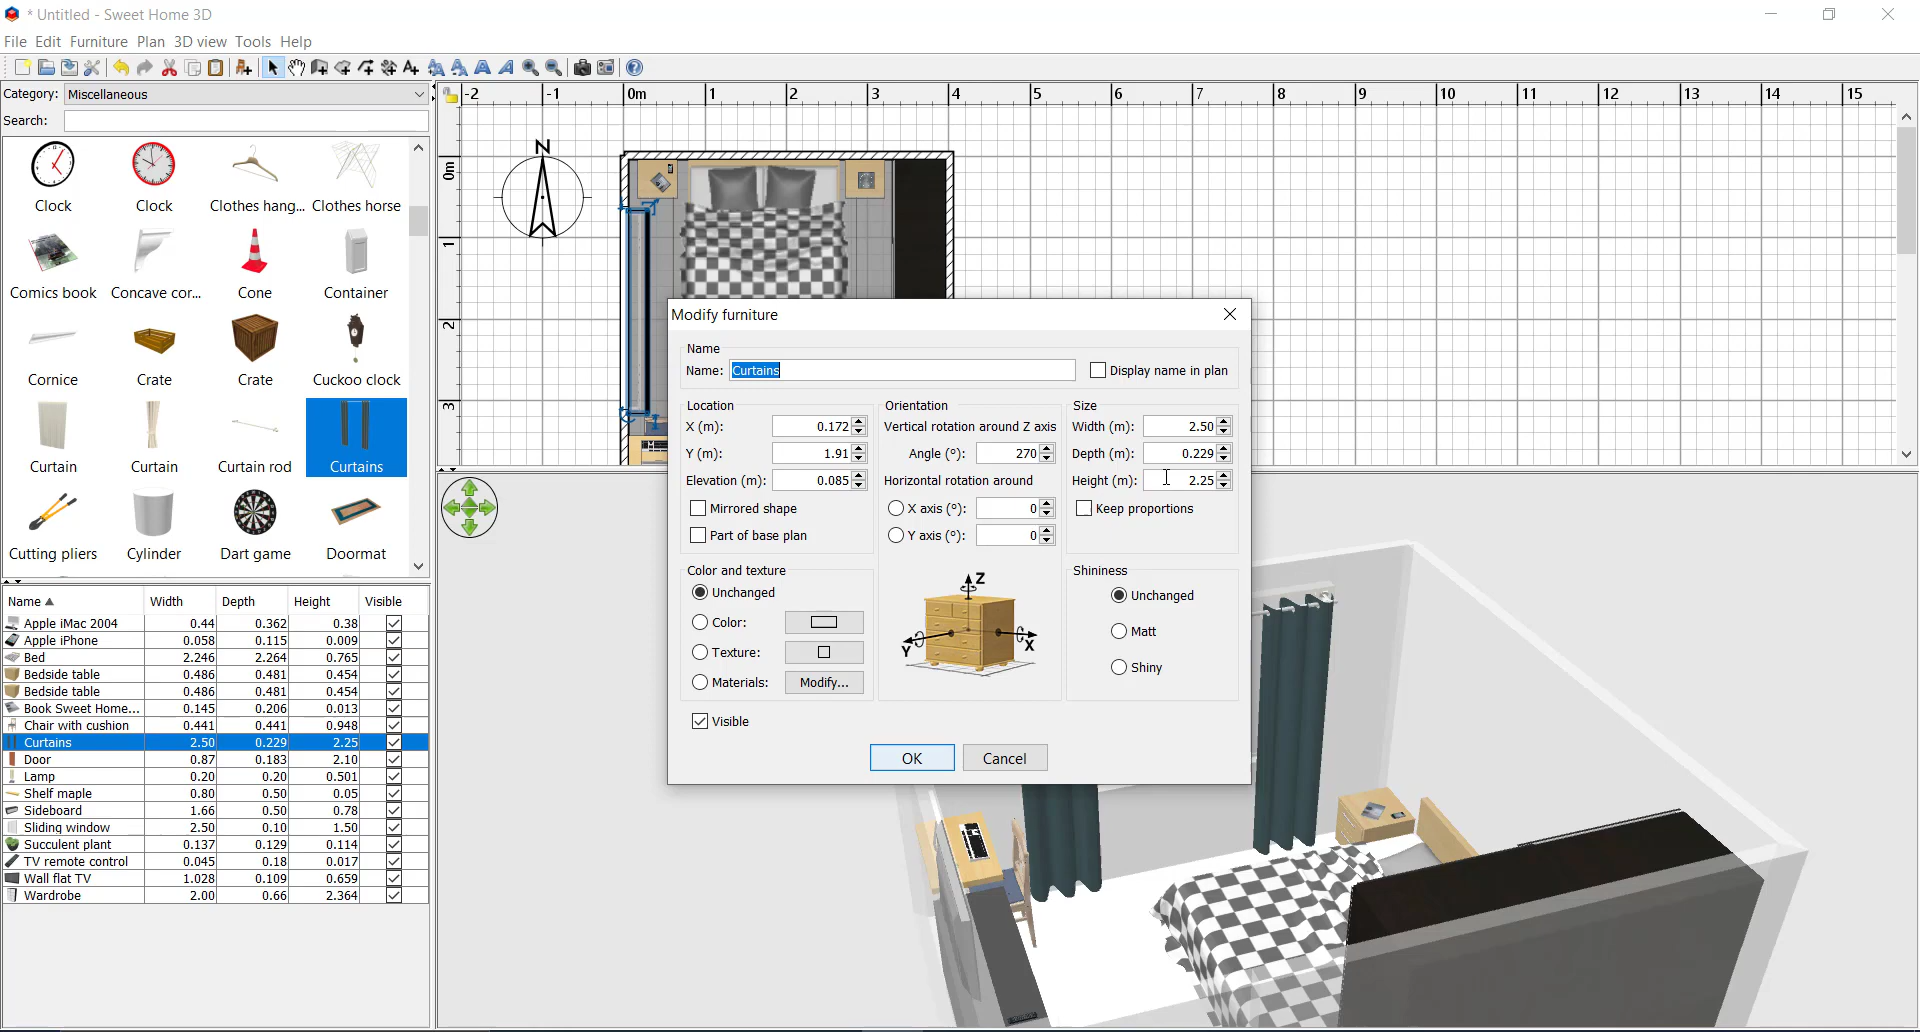 * Untitled - Sweet Home 3D
File Edit Furniture Plan 3D view Tools Help
Category: Miscellaneous
Search:
Clock Clock Clothes hang... Clothes horse
Comics book Concave cor... Cone Container
Cornice Crate Crate Cuckoo clock
Curtain Curtain Curtain rod Curtains
Cutting pliers Cylinder Dart game Doormat
Name Width Depth Height Visible
Apple iMac 2004 0.44 0.362 0.38
Apple iPhone 0.058 0.115 0.009
Bed 2.246 2.264 0.765
Bedside table 0.486 0.481 0.454
Bedside table 0.486 0.481 0.454
Book Sweet Home... 0.145 0.206 0.013
Chair with cushion 0.441 0.441 0.948
Curtains 2.50 0.229 2.25
Door 0.87 0.183 2.10
Lamp 0.20 0.20 0.501
Shelf maple 0.80 0.50 0.05
Sideboard 1.66 0.50 0.78
Sliding window 2.50 0.10 1.50
Succulent plant 0.137 0.129 0.114
TV remote control 0.045 0.18 0.017
Wall flat TV 1.028 0.109 0.659
Wardrobe 2.00 0.66 2.364
-2 -1 0m 1 2 3 4 5 6 7 8 9 10 11 12 13 14 15
0m
1
2
3
N
Modify furniture
Name
Name: Curtains Display name in plan
Location
X (m): 0.172
Y (m): 1.91
Elevation (m): 0.085
Mirrored shape
Part of base plan
Orientation
Vertical rotation around Z axis
Angle (°): 270
Horizontal rotation around
X axis (°): 0
Y axis (°): 0
Size
Width (m): 2.50
Depth (m): 0.229
Height (m): 2.25
Keep proportions
Color and texture
Unchanged
Color:
Texture:
Materials: Modify...
Z
Y
X
Shininess
Unchanged
Matt
Shiny
Visible
OK Cancel